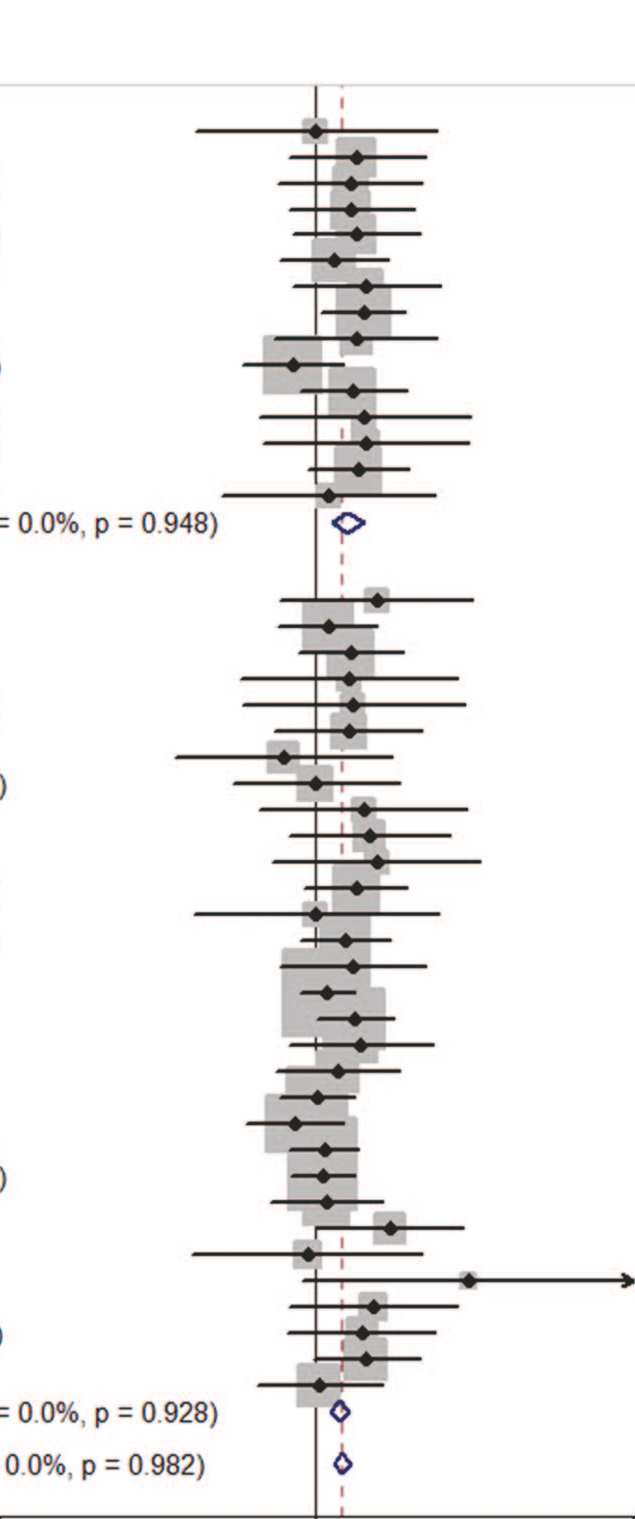 = 0.0%, p = 0.948)
)
)
= 0.0%, p = 0.928)
0.0%, p = 0.982)